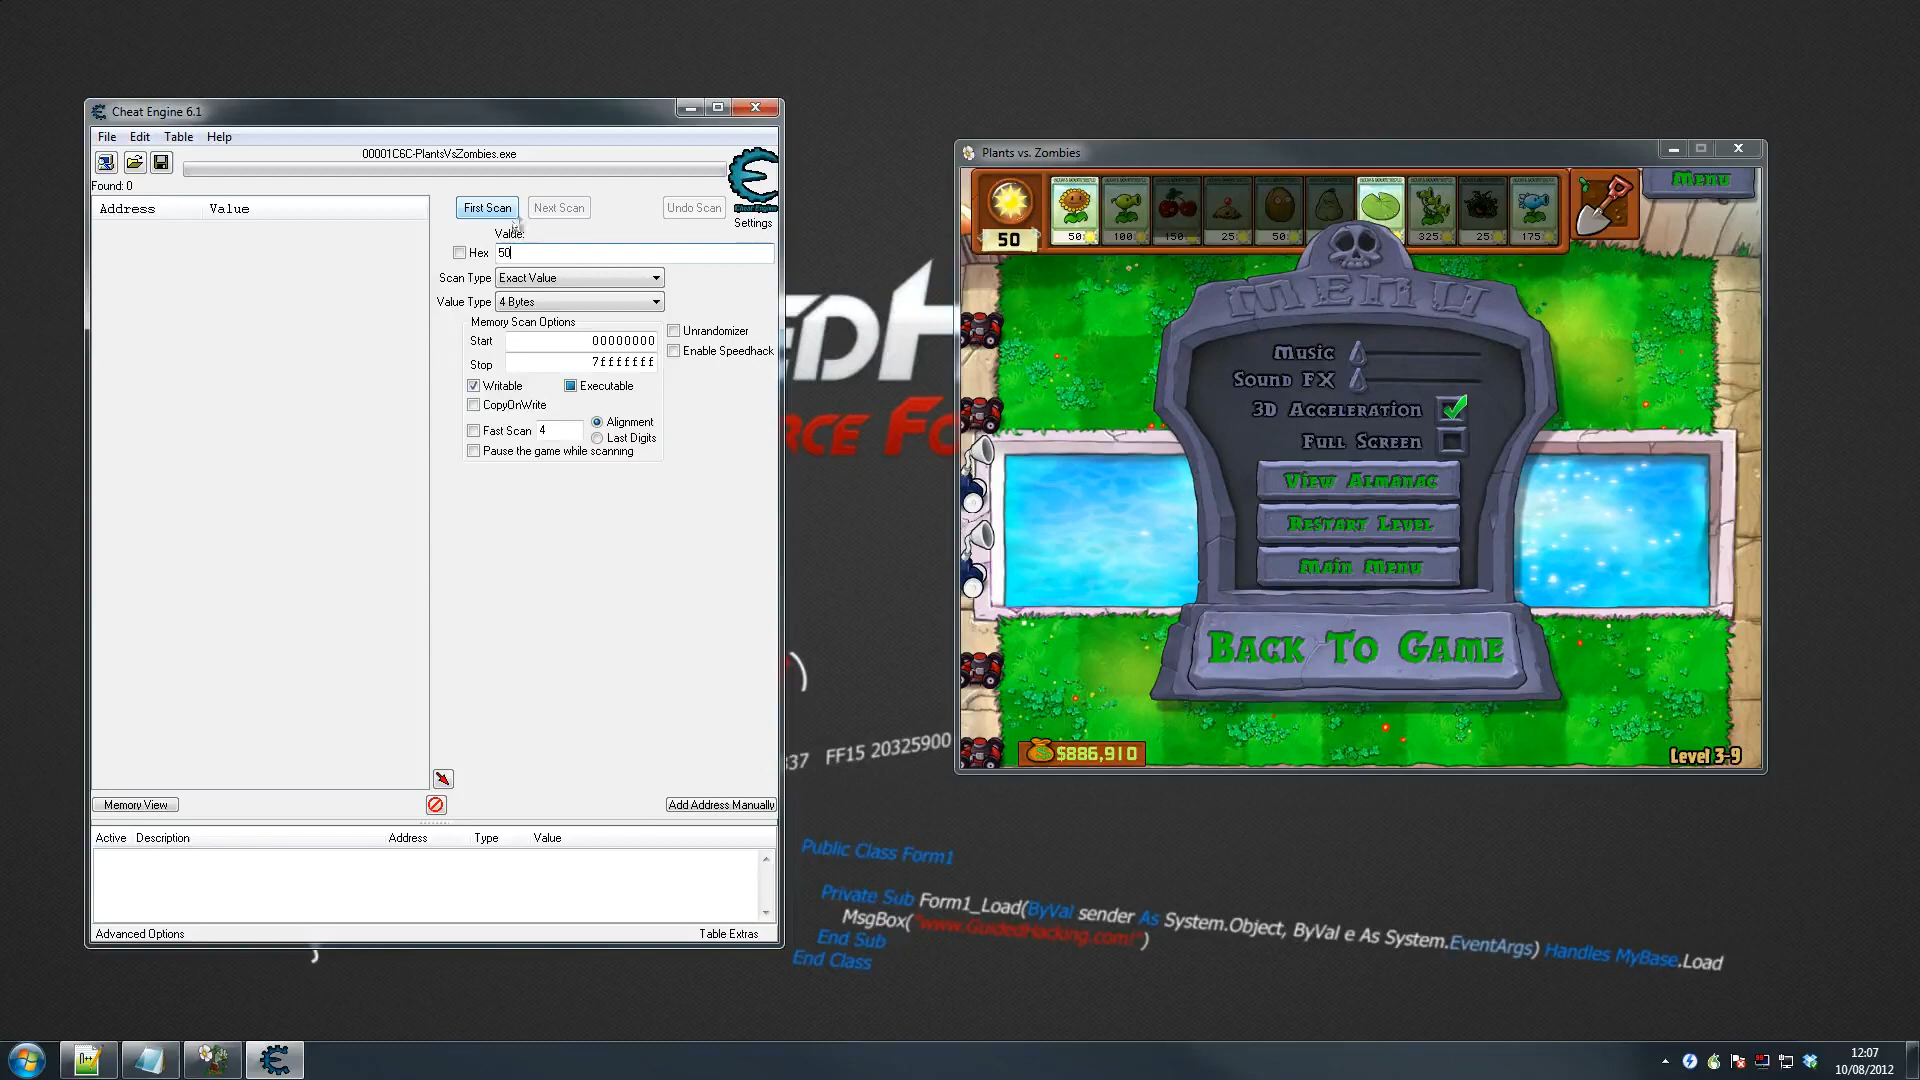 Cheat Engine 6.1
File Edit Table Help
00001C6C-PlantsVsZombies.exe
Found: 0
Address Value
First Scan Next Scan Undo Scan
Settings
Value:
Hex 50
Scan Type Exact Value
Value Type 4 Bytes
Memory Scan Options
Start 00000000
Stop 7fffffff
Unrandomizer
Enable Speedhack
Writable Executable
CopyOnWrite
Fast Scan 4
Alignment
Last Digits
Pause the game while scanning
Memory View
Add Address Manually
Active Description Address Type Value
Advanced Options
Table Extras
Plants vs. Zombies
50
50 100 150 25 50 325 25 175
Menu
MENU
Music
Sound FX
3D Acceleration
Full Screen
View Almanac
Restart Level
Main Menu
Back To Game
$886,910
Level 3-9
37 FF15 20325900
Public Class Form1
Private Sub Form1_Load(ByVal sender As System.Object, ByVal e As System.EventArgs) Handles MyBase.Load
MsgBox("www.GuidedHacking.com!")
End Sub
End Class
12:07
10/08/2012